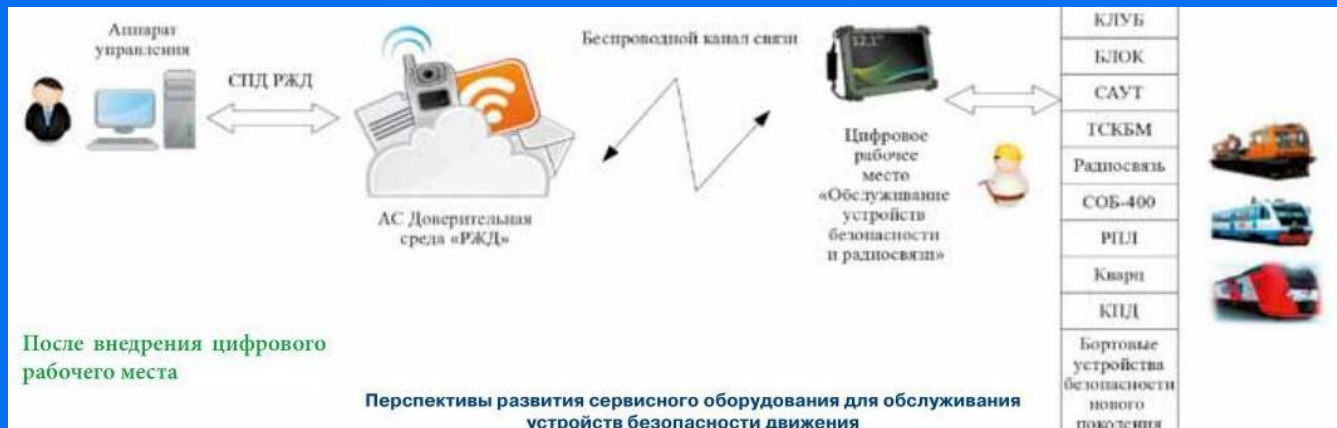 Аппарат
управления
СПД РЖД
АС Доверительная
среда «РЖД»
Беспроводной канал связи
12.1"
Цифровое
рабочее
место
«Обслуживание
устройств
безопасности
и радиосвязи»
КЛУБ
БЛОК
САУТ
ТСКБМ
Радиосвязь
СОБ-400
РПЛ
Кварц
КПД
Бортовые
устройства
безопасности
нового
поколения
После внедрения цифрового
рабочего места
Перспективы развития сервисного оборудования для обслуживания
устройств безопасности движения